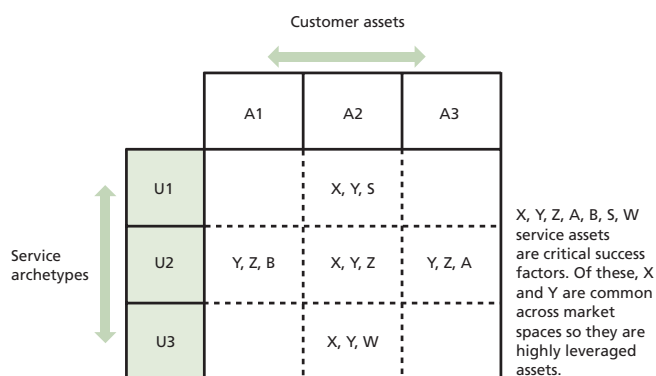 Customer assets
A1 A2 A3
U1 X, Y, S
Service
archetypes
U2 Y, Z, B X, Y, Z Y, Z, A
U3 X, Y, W
X, Y, Z, A, B, S, W
service assets
are critical success
factors. Of these, X
and Y are common
across market
spaces so they are
highly leveraged
assets.